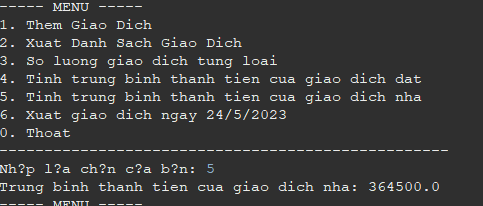 ----- MENU -----
1. Them Giao Dich
2. Xuat Danh Sach Giao Dich
3. So luong giao dich tung loai
4. Tinh trung binh thanh tien cua giao dich dat
5. Tinh trung binh thanh tien cua giao dich nha
6. Xuat giao dich ngay 24/5/2023
0. Thoat
--------------------------------------------------
Nh?p l?a ch?n c?a b?n: 5
Trung binh thanh tien cua giao dich nha: 364500.0
----- MENU -----